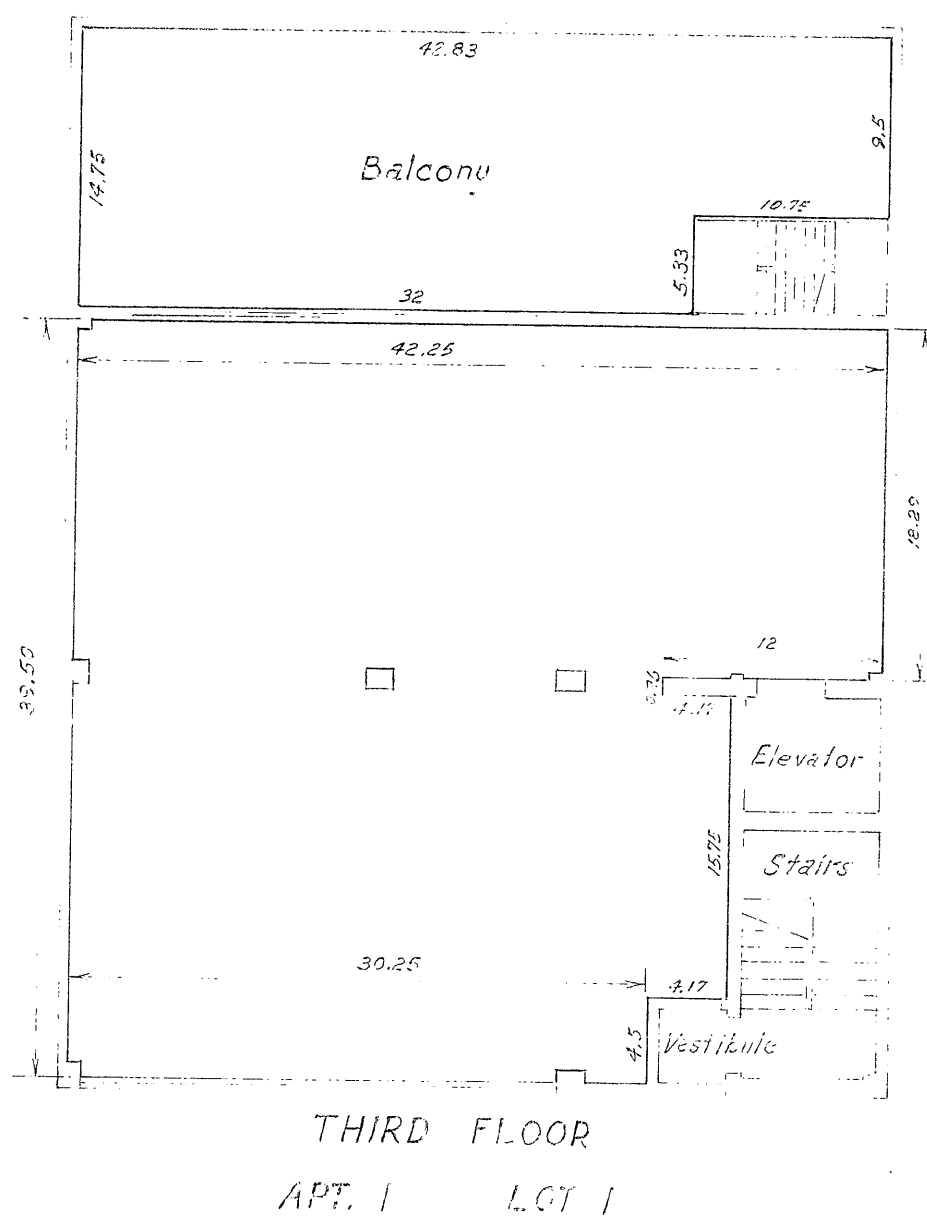 42.83
14.75
9.5
Balcony
10.75
5.33
32
42.25
18.29
39.50
12
4.17
Elevator
15.75
Stairs
30.25
4.17
4.5
Vestibule
THIRD FLOOR
APT. 1 LOT 1